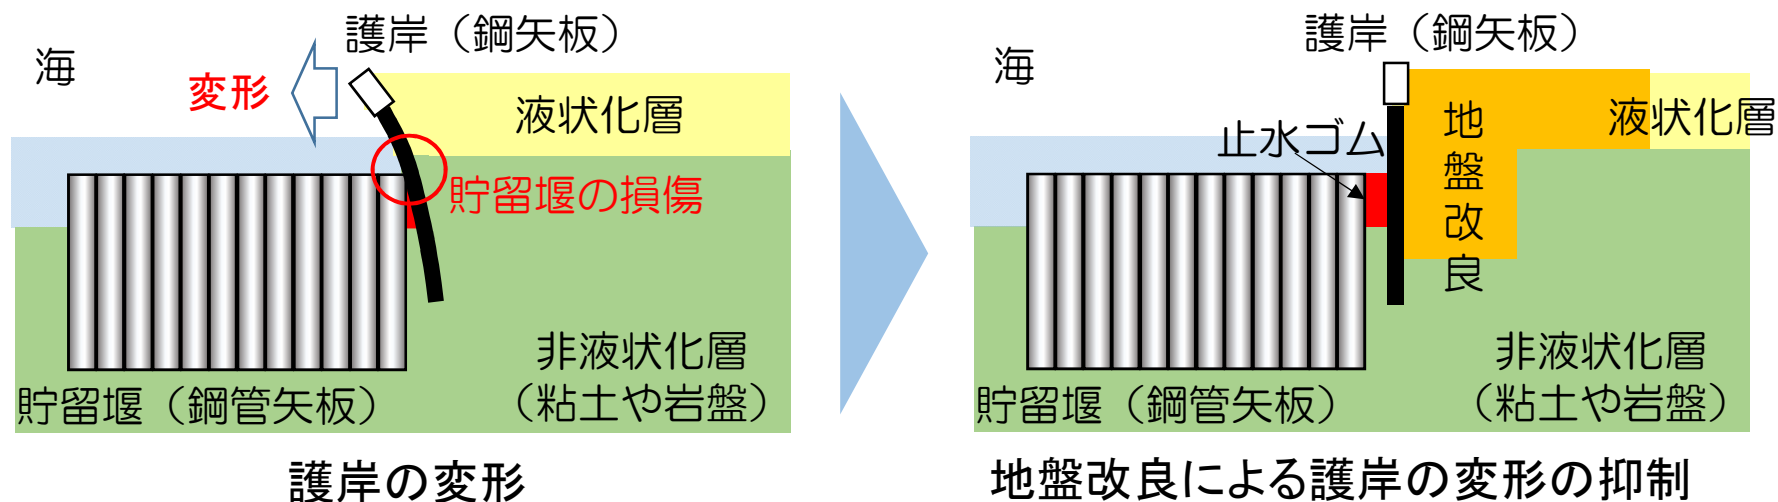 護岸（鋼矢板）
海
変形
液状化層
貯留堰の損傷
非液状化層
（粘土や岩盤）
貯留堰（鋼管矢板）
護岸の変形
護岸（鋼矢板）
海
液状化層
止水ゴム
地盤改良
非液状化層
（粘土や岩盤）
貯留堰（鋼管矢板）
地盤改良による護岸の変形の抑制